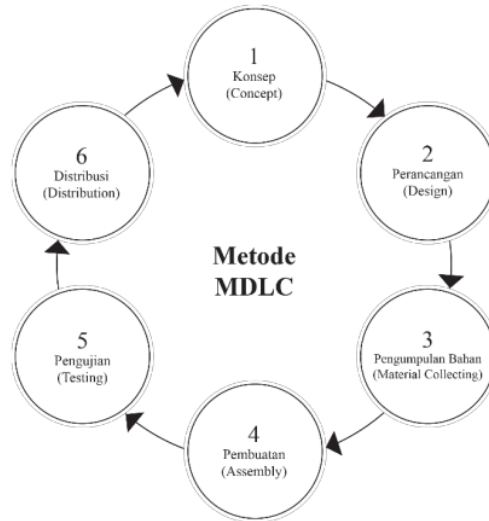 1
Konsep
(Concept)
2
Perancangan
(Design)
3
Pengumpulan Bahan
(Material Collecting)
4
Pembuatan
(Assembly)
5
Pengujian
(Testing)
6
Distribusi
(Distribution)
Metode
MDLC